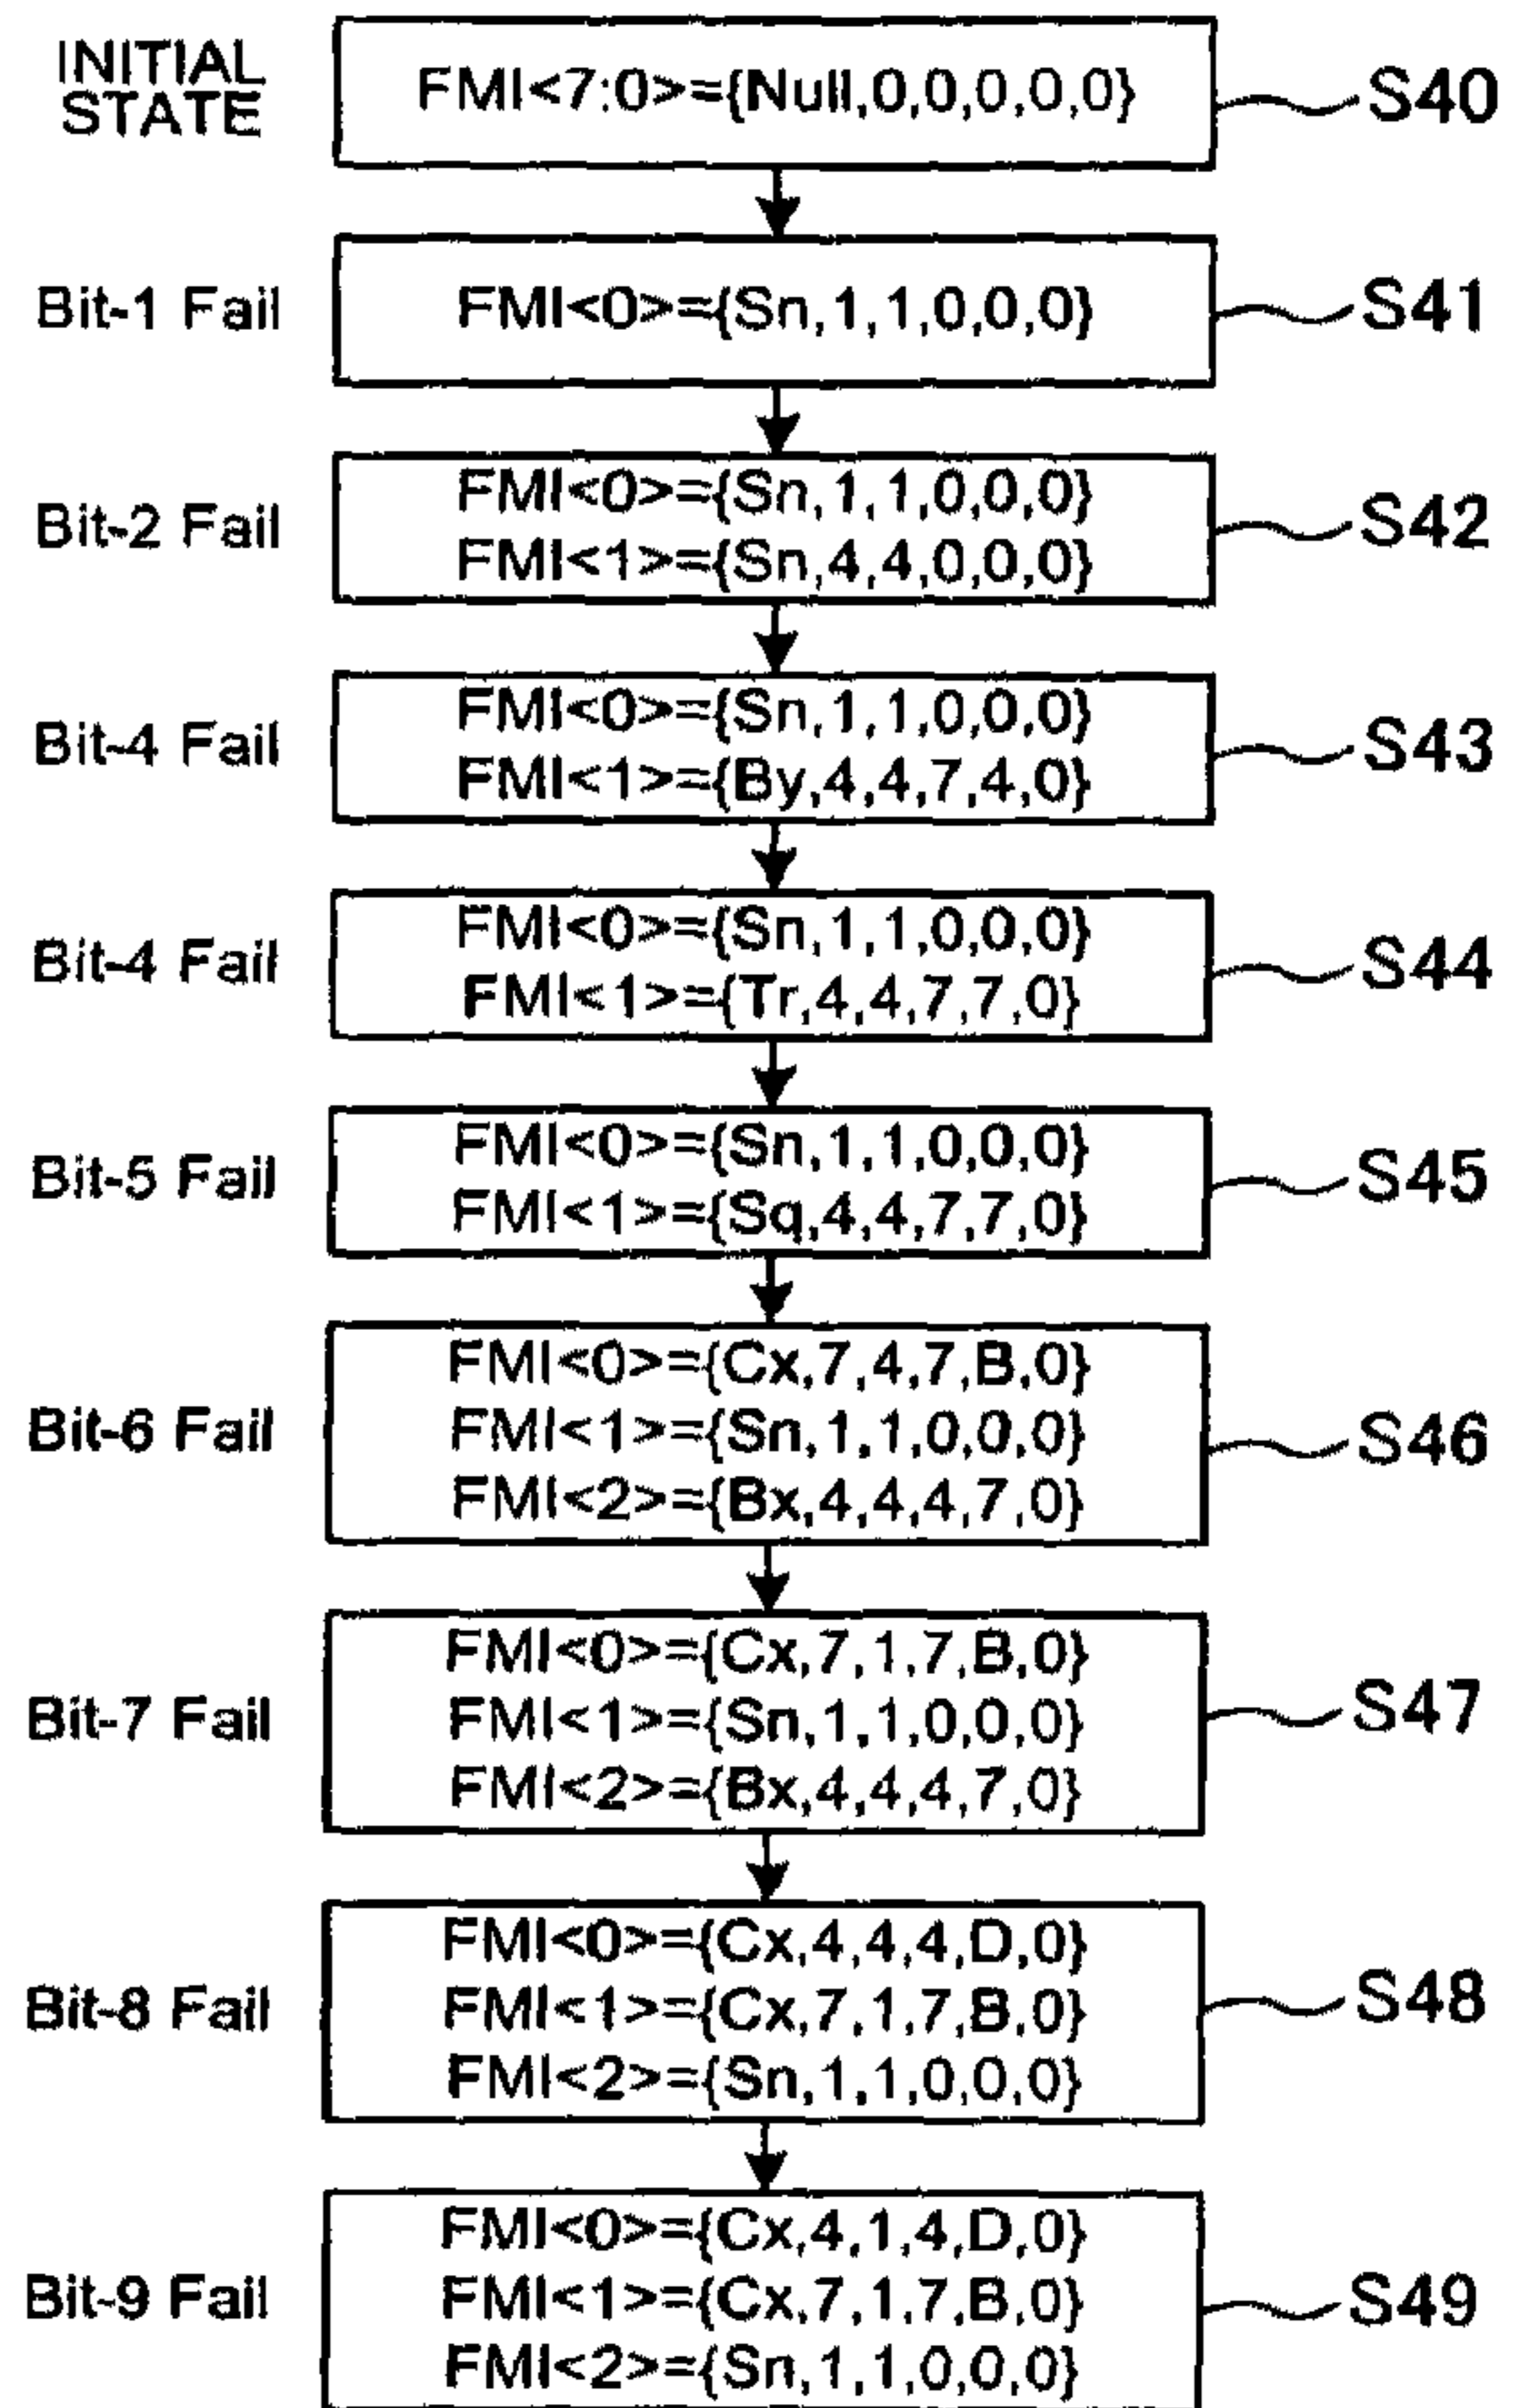 INITIAL
STATE
FMI<7:0>={Null,0,0,0,0,0}
S40
Bit-1 Fail
FMI<0>={Sn,1,1,0,0,0}
S41
Bit-2 Fail
FMI<0>={Sn,1,1,0,0,0}
FMI<1>={Sn,4,4,0,0,0}
S42
Bit-4 Fail
FMI<0>={Sn,1,1,0,0,0}
FMI<1>={By,4,4,7,4,0}
S43
Bit-4 Fail
FMI<0>={Sn,1,1,0,0,0}
FMI<1>={Tr,4,4,7,7,0}
S44
Bit-5 Fail
FMI<0>={Sn,1,1,0,0,0}
FMI<1>={Sq,4,4,7,7,0}
S45
Bit-6 Fail
FMI<0>={Cx,7,4,7,B,0}
FMI<1>={Sn,1,1,0,0,0}
FMI<2>={Bx,4,4,4,7,0}
S46
Bit-7 Fail
FMI<0>={Cx,7,1,7,B,0}
FMI<1>={Sn,1,1,0,0,0}
FMI<2>={Bx,4,4,4,7,0}
S47
Bit-8 Fail
FMI<0>={Cx,4,4,4,D,0}
FMI<1>={Cx,7,1,7,B,0}
FMI<2>={Sn,1,1,0,0,0}
S48
Bit-9 Fail
FMI<0>={Cx,4,1,4,D,0}
FMI<1>={Cx,7,1,7,B,0}
FMI<2>={Sn,1,1,0,0,0}
S49